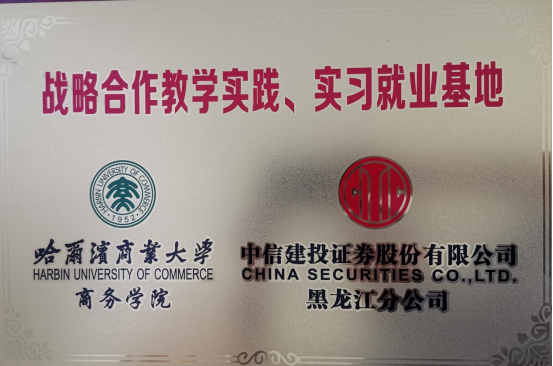 战略合作教学实践、实习就业基地
HARBIN UNIVERSITY OF COMMERCE
1952
CITIC
哈爾濱商業大學
HARBIN UNIVERSITY OF COMMERCE
商务学院
中信建投证券股份有限公司
CHINA SECURITIES CO.,LTD.
黑龙江分公司